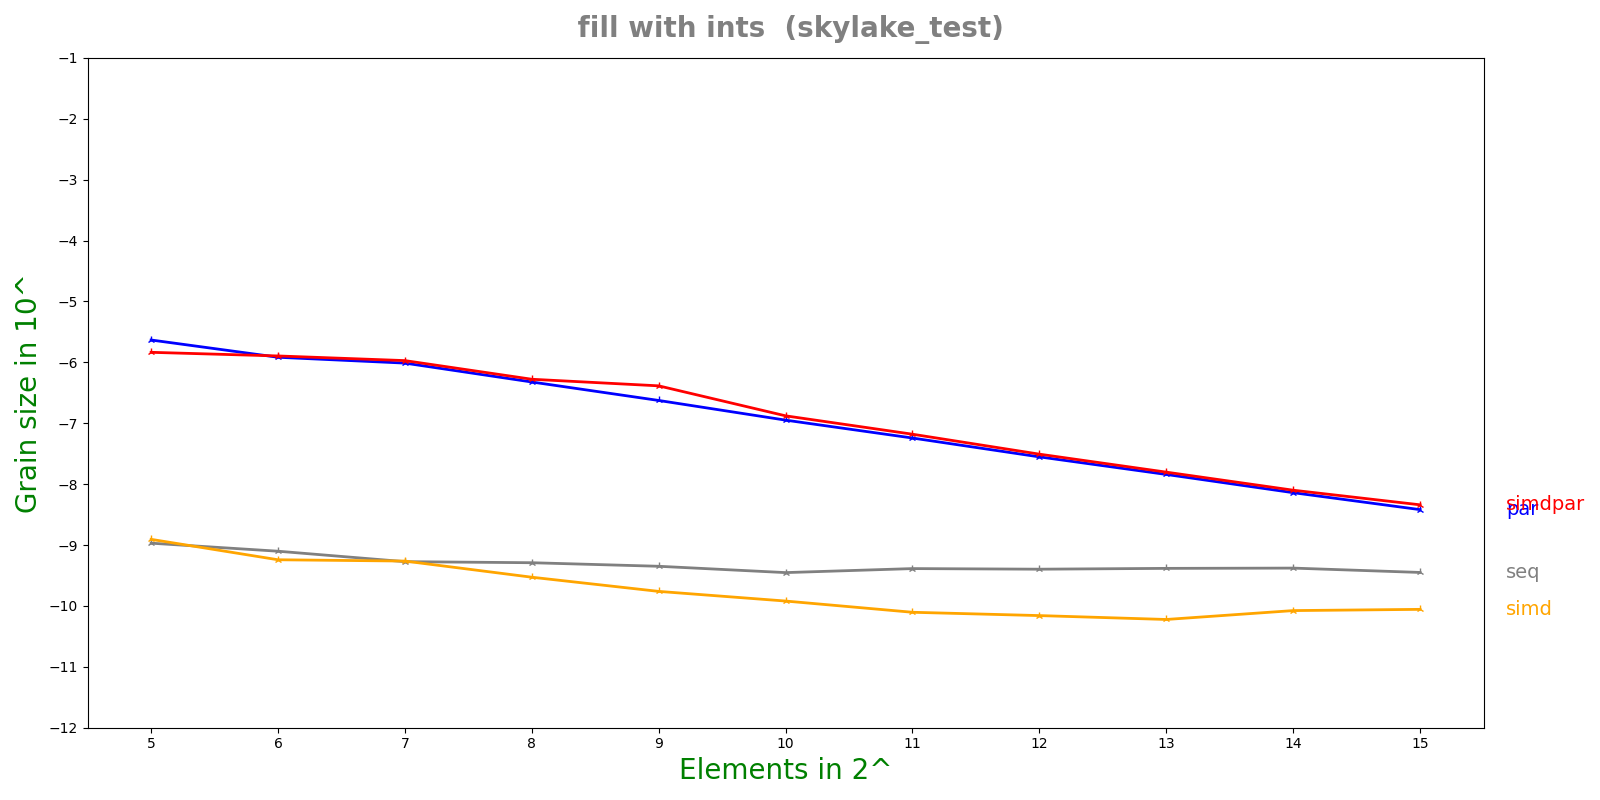 fill with ints  (skylake_test)
−1
−2
−3
−4
−5
−6
−7
−8
−9
−10
−11
−12
Grain size in 10^
simdpar
par
seq
simd
5 6 7 8 9 10 11 12 13 14 15
Elements in 2^